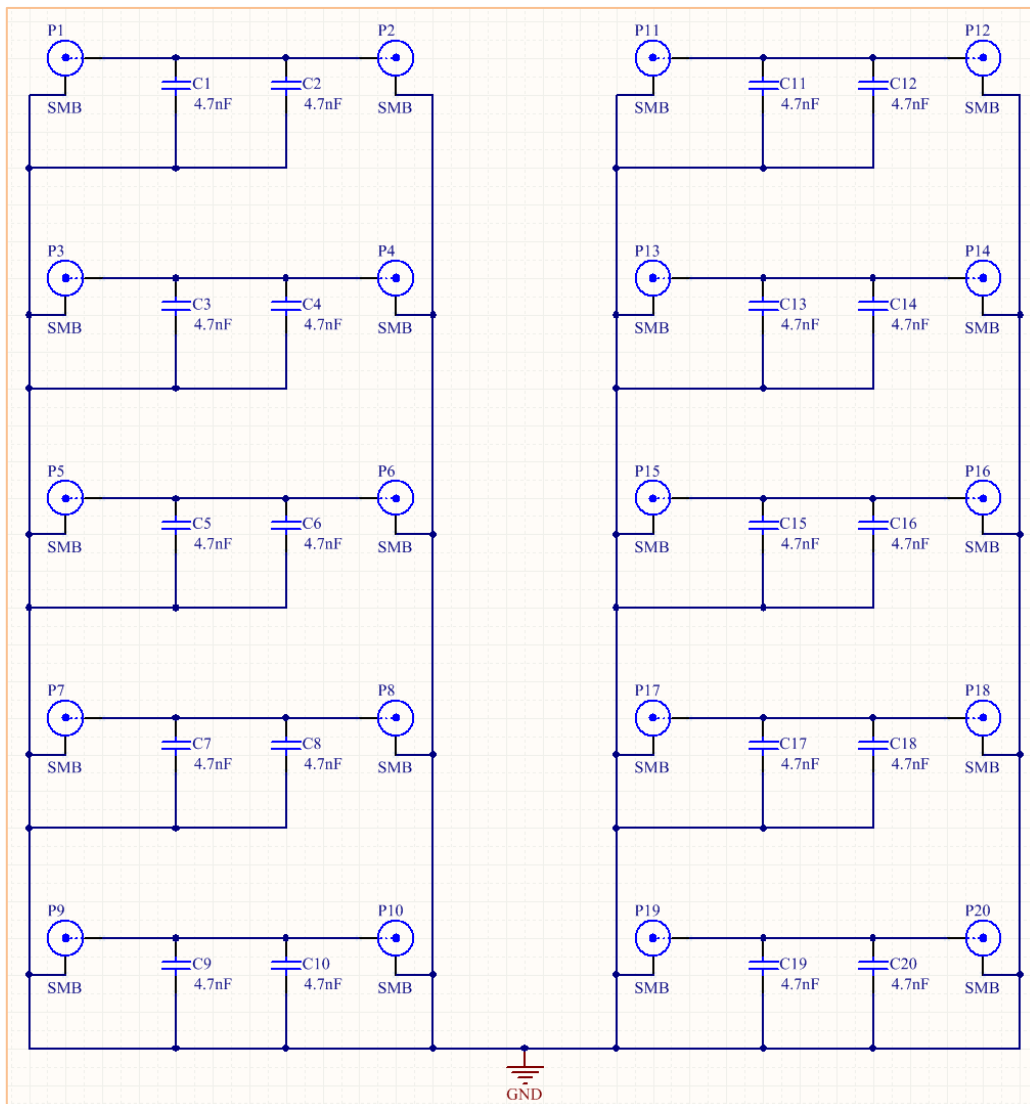 P1 P2 P11 P12
C1 C2 C11 C12
4.7nF 4.7nF 4.7nF 4.7nF
SMB SMB SMB SMB
P3 P4 P13 P14
C3 C4 C13 C14
4.7nF 4.7nF 4.7nF 4.7nF
SMB SMB SMB SMB
P5 P6 P15 P16
C5 C6 C15 C16
4.7nF 4.7nF 4.7nF 4.7nF
SMB SMB SMB SMB
P7 P8 P17 P18
C7 C8 C17 C18
4.7nF 4.7nF 4.7nF 4.7nF
SMB SMB SMB SMB
P9 P10 P19 P20
C9 C10 C19 C20
4.7nF 4.7nF 4.7nF 4.7nF
SMB SMB SMB SMB
GND